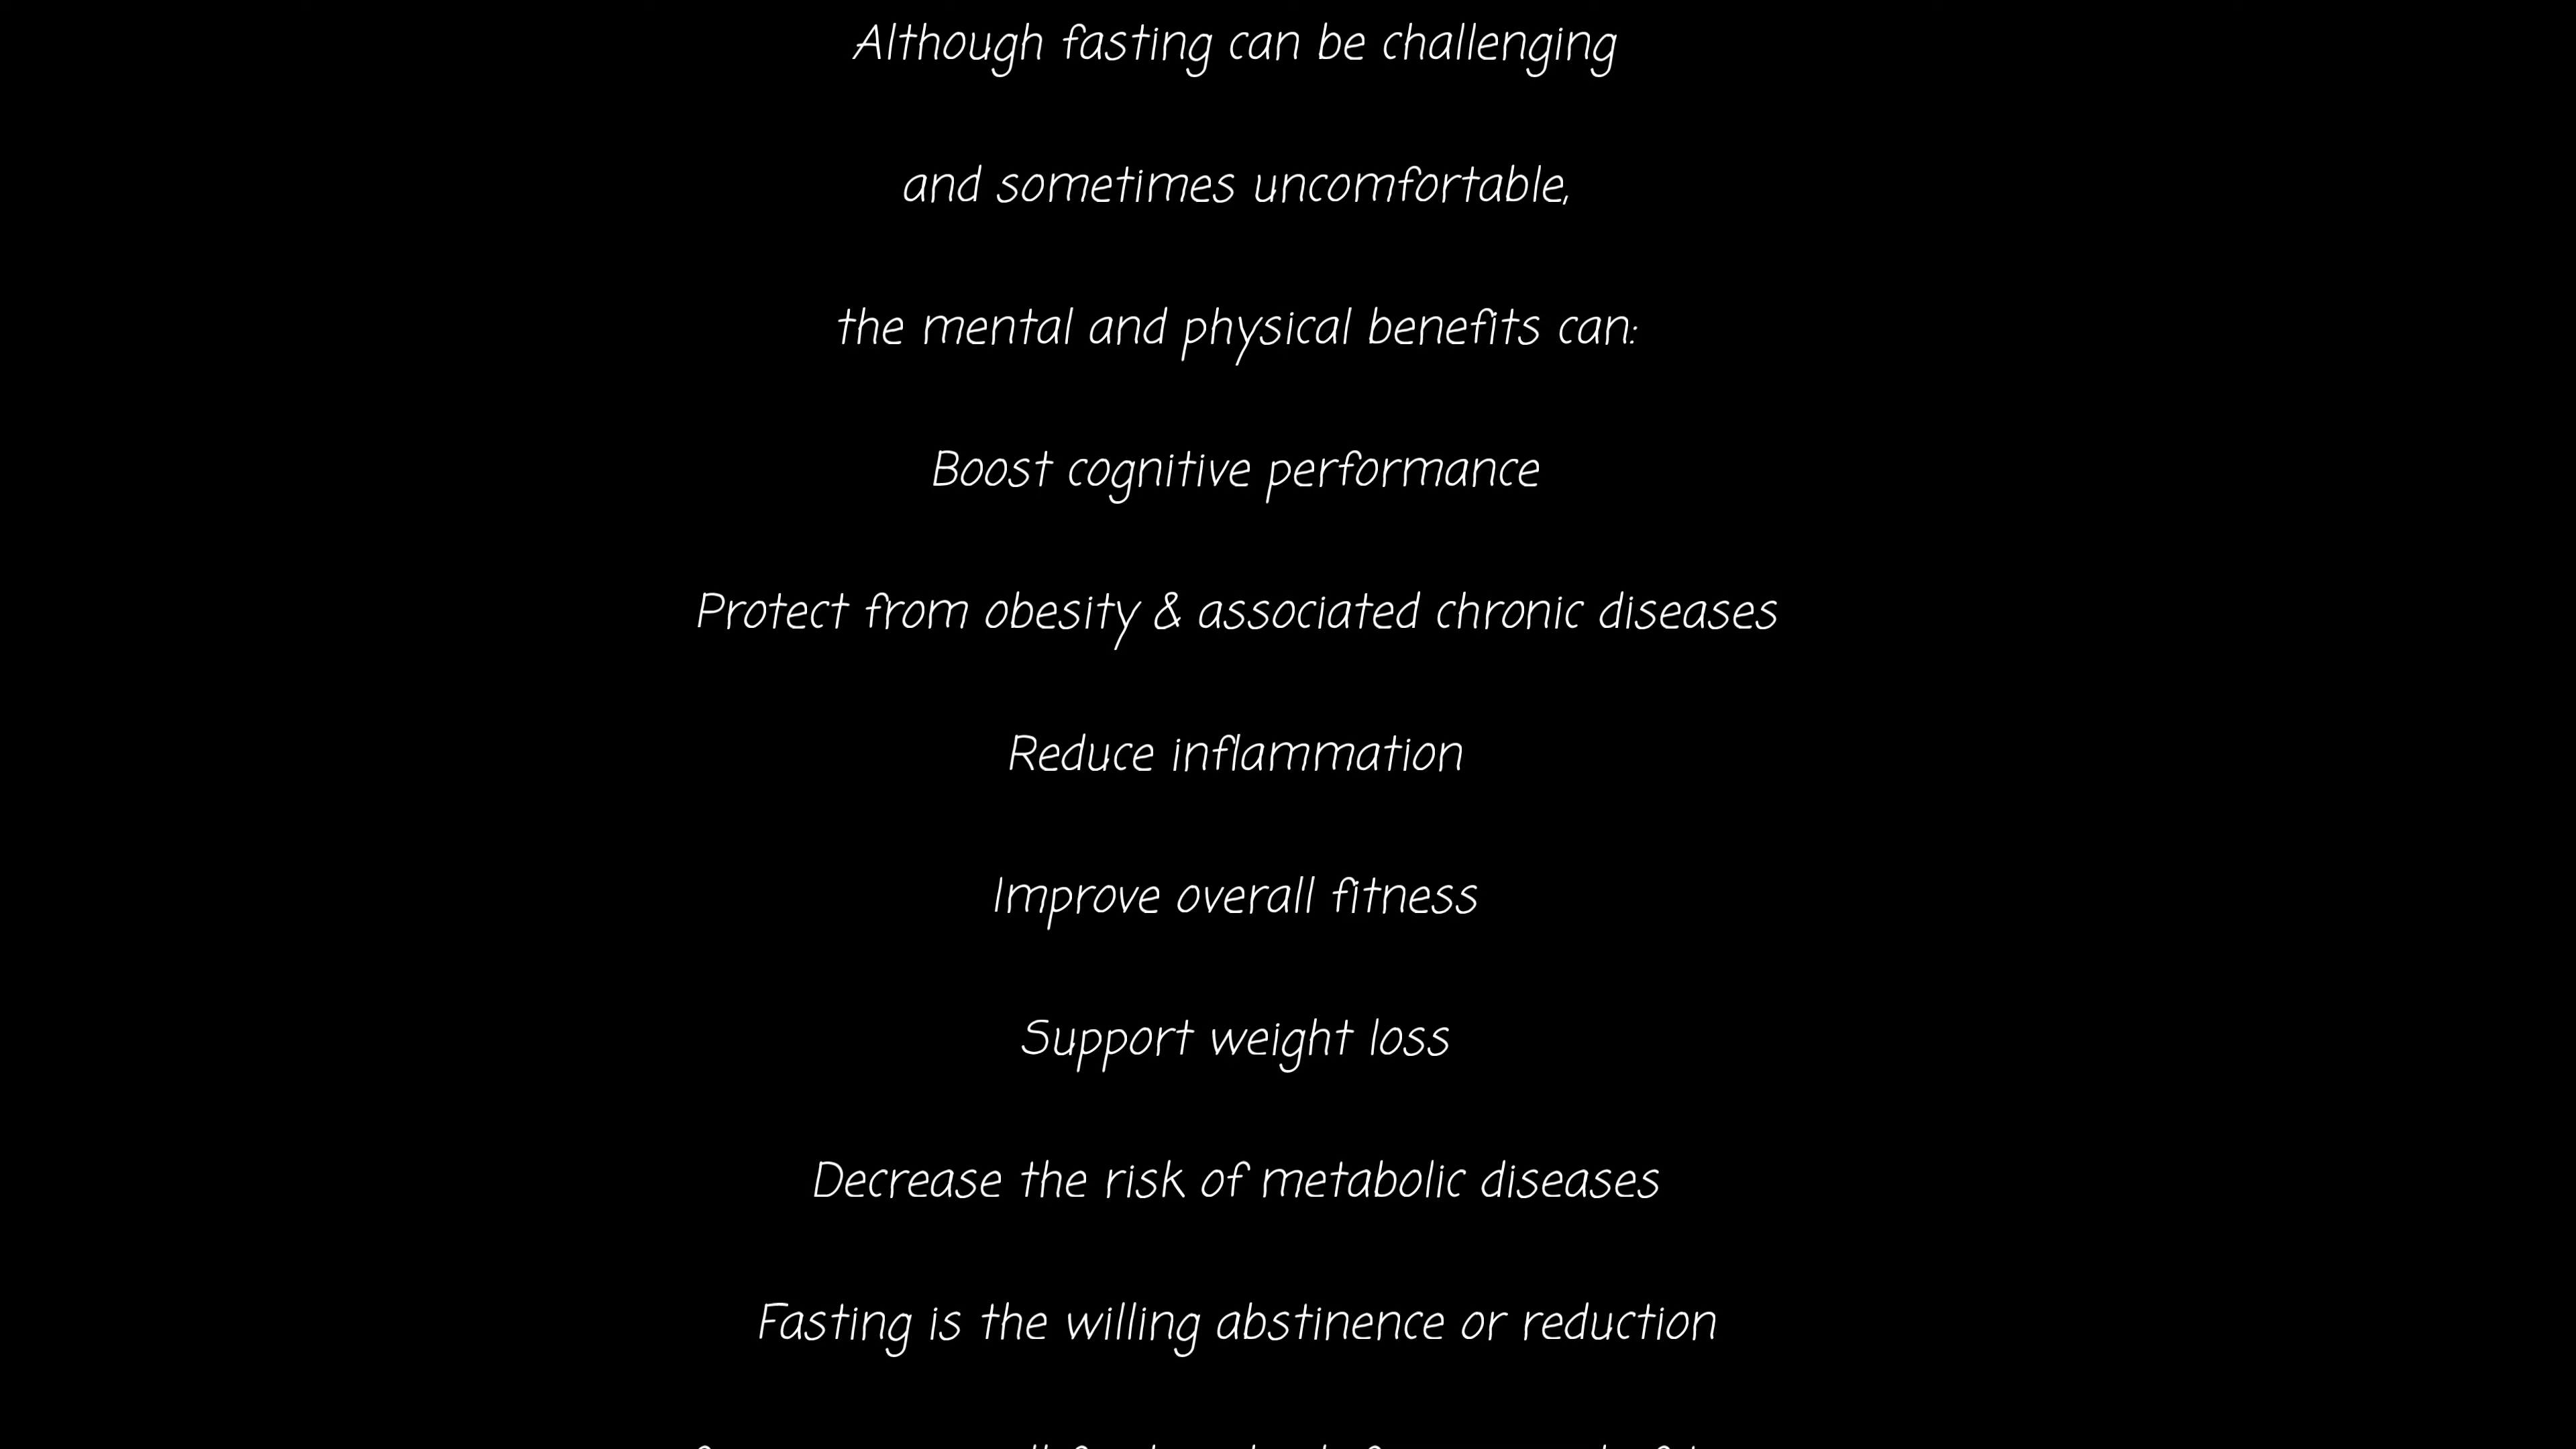 Although fasting can be challenging
and sometimes uncomfortable,
the mental and physical benefits can:
Boost cognitive performance
Protect from obesity & associated chronic diseases
Reduce inflammation
Improve overall fitness
Support weight loss
Decrease the risk of metabolic diseases
Fasting is the willing abstinence or reduction